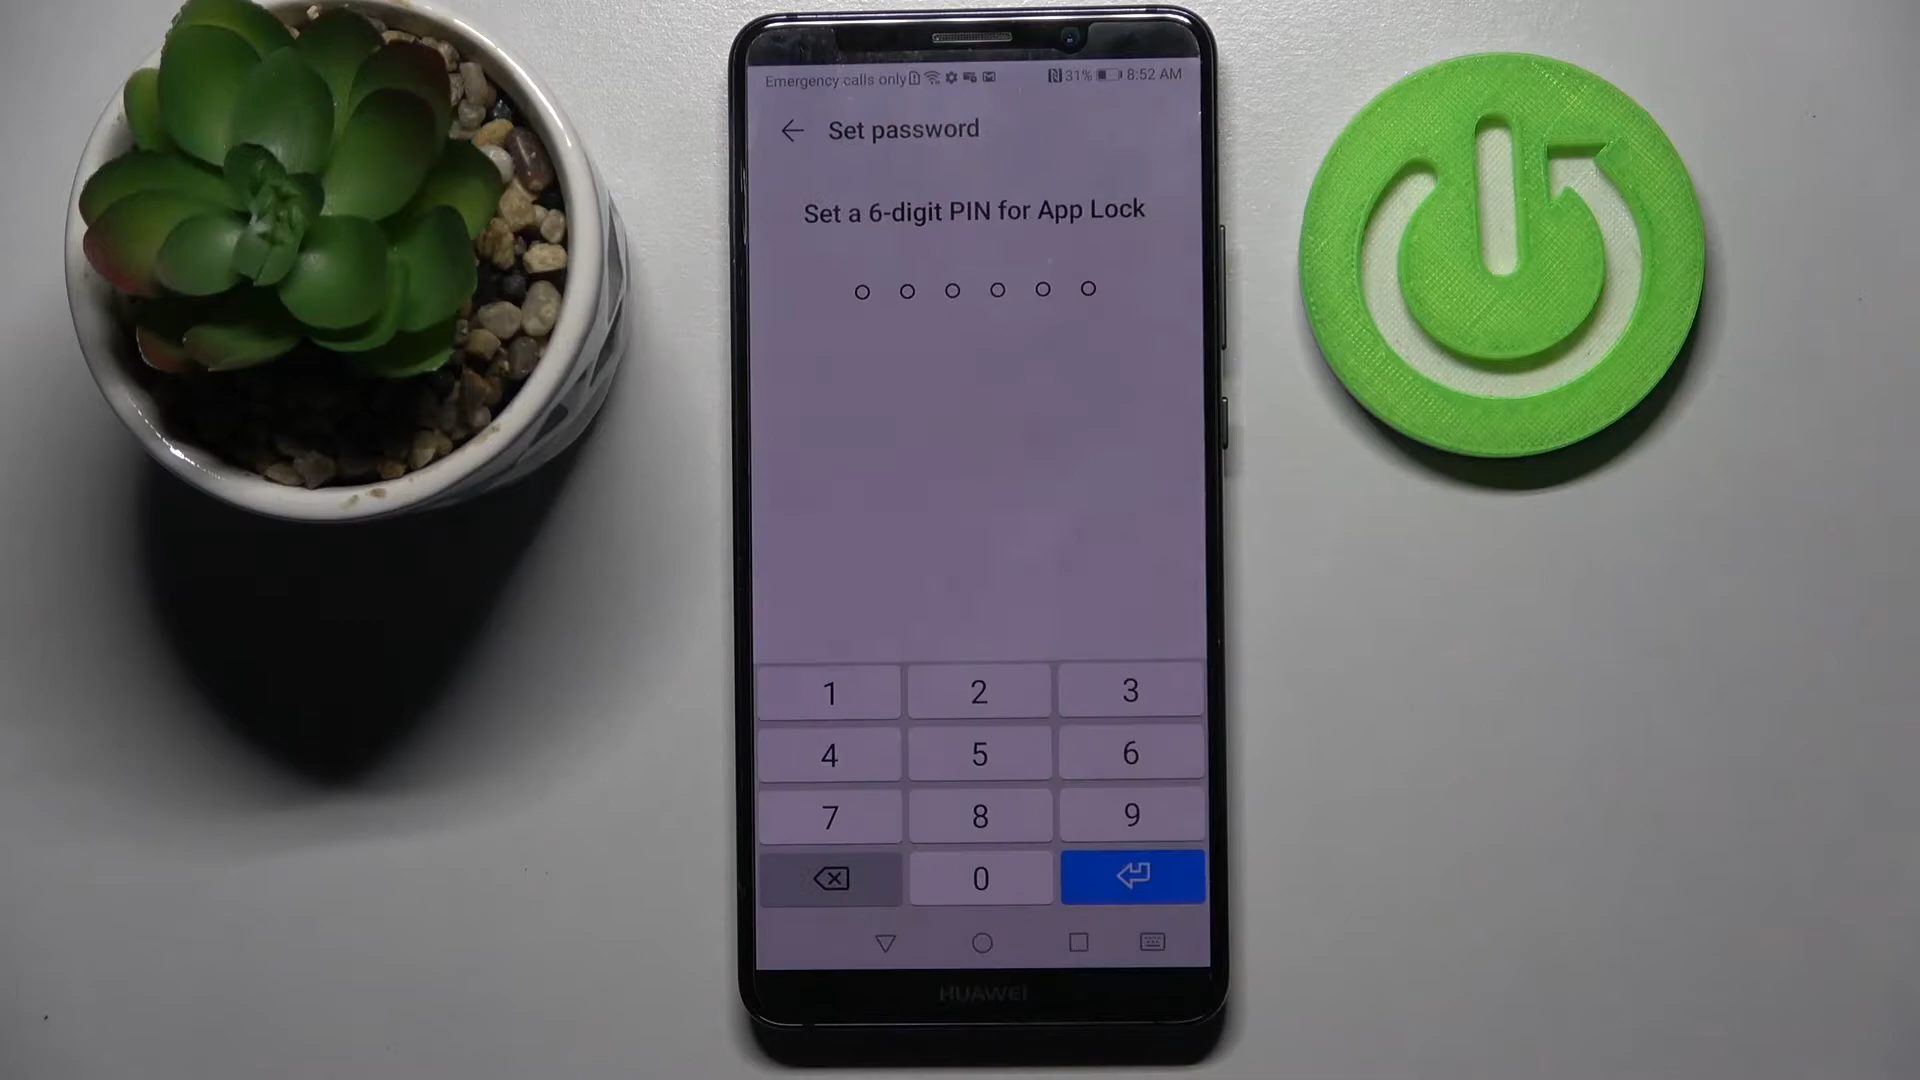 Emergency calls only 31% 8:52 AM
Set password
Set a 6-digit PIN for App Lock
1 2 3
4 5 6
7 8 9
0
HUAWEI